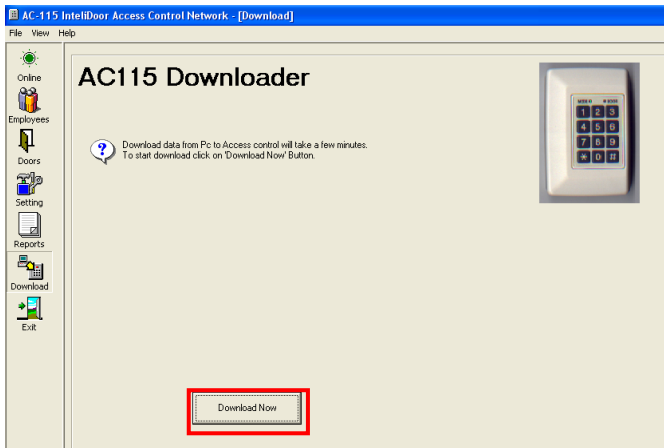 AC-115 InteliDoor Access Control Network - [Download]
File View Help
Online
Employees
Doors
Setting
Reports
Download
Exit
AC115 Downloader
Download data from Pc to Access control will take a few minutes.
To start download click on 'Download Now' Button.
1 2 3
4 5 6
7 8 9
* 0 #
Download Now